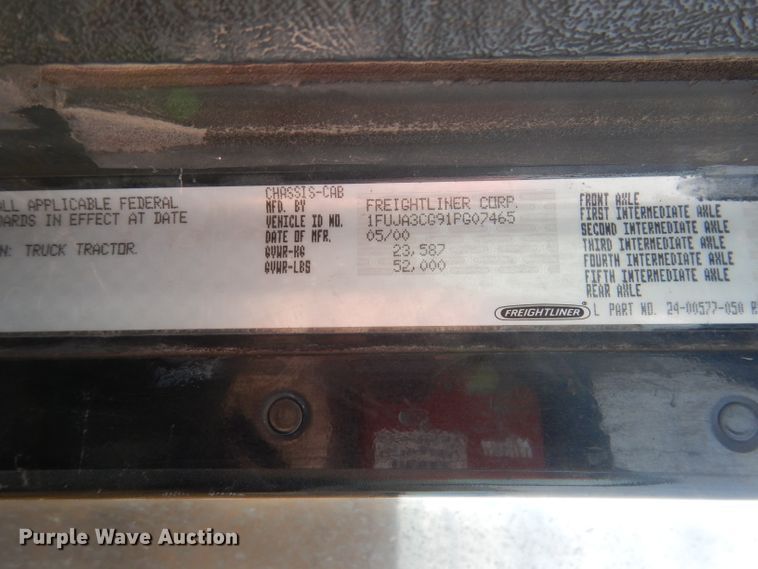 ALL APPLICABLE FEDERAL
DARDS IN EFFECT AT DATE
N: TRUCK TRACTOR.
CHASSIS-CAB
MFD. BY FREIGHTLINER CORP.
VEHICLE ID NO. 1FUJA3CG91PG07465
DATE OF MFR. 05/00
GVWR-KG 23,587
GVWR-LBS 52,000
FRONT AXLE
FIRST INTERMEDIATE AXLE
SECOND INTERMEDIATE AXLE
THIRD INTERMEDIATE AXLE
FOURTH INTERMEDIATE AXLE
FIFTH INTERMEDIATE AXLE
REAR AXLE
FREIGHTLINER ® L PART NO. 24-00577-050
Purple Wave Auction